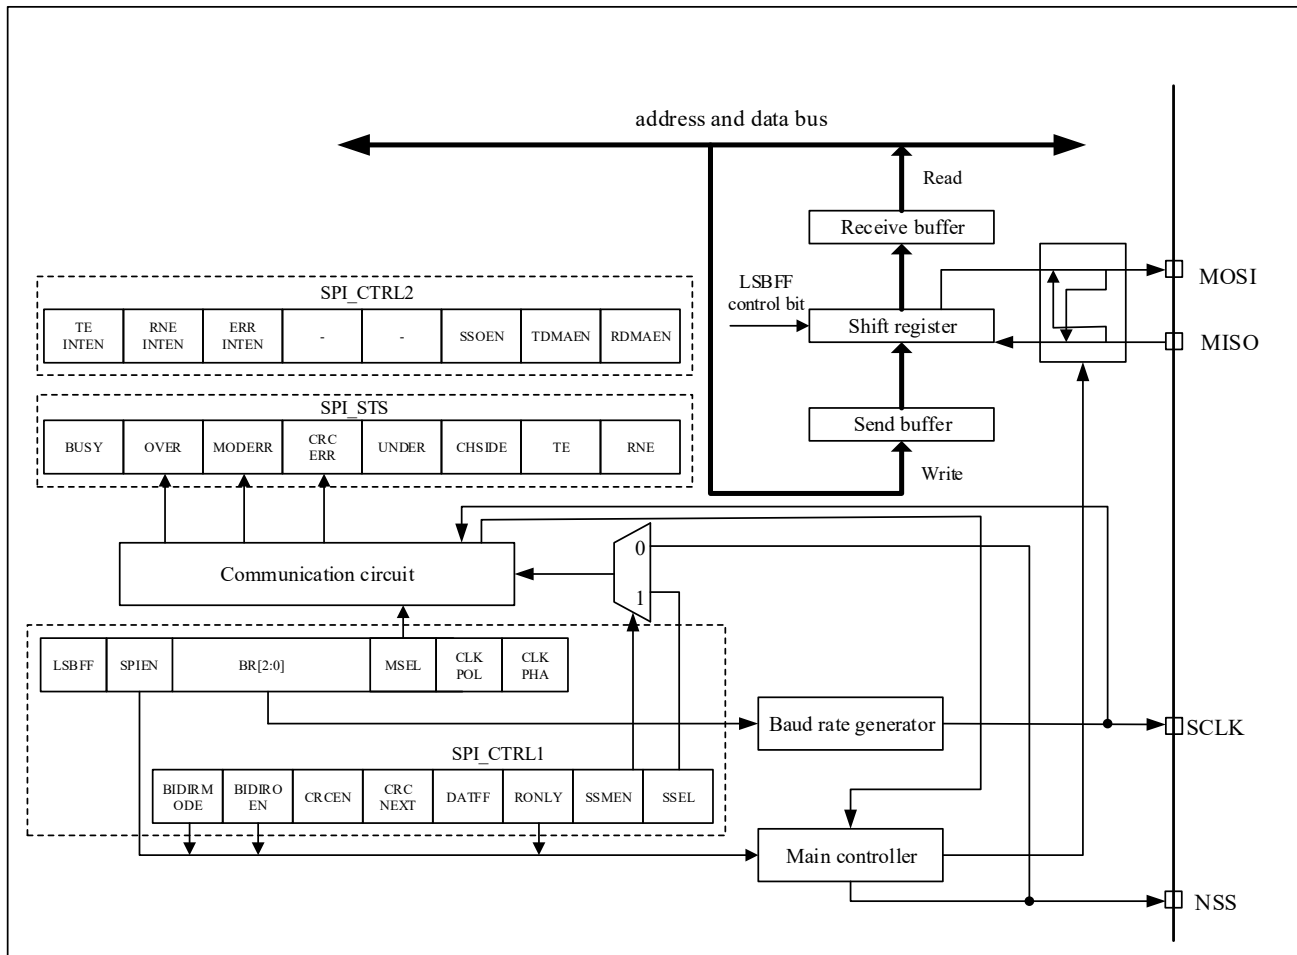 address and data bus
Read
Receive buffer
LSBFF
control bit
Shift register
MOSI
MISO
Send buffer
Write
SPI_CTRL2
TE
INTEN
RNE
INTEN
ERR
INTEN
-
-
SSOEN
TDMAEN
RDMAEN
SPI_STS
BUSY
OVER
MODERR
CRC
ERR
UNDER
CHSIDE
TE
RNE
Communication circuit
0
1
LSBFF
SPIEN
BR[2:0]
MSEL
CLK
POL
CLK
PHA
Baud rate generator
SCLK
SPI_CTRL1
BIDIRM
ODE
BIDIRO
EN
CRCEN
CRC
NEXT
DATFF
RONLY
SSMEN
SSEL
Main controller
NSS